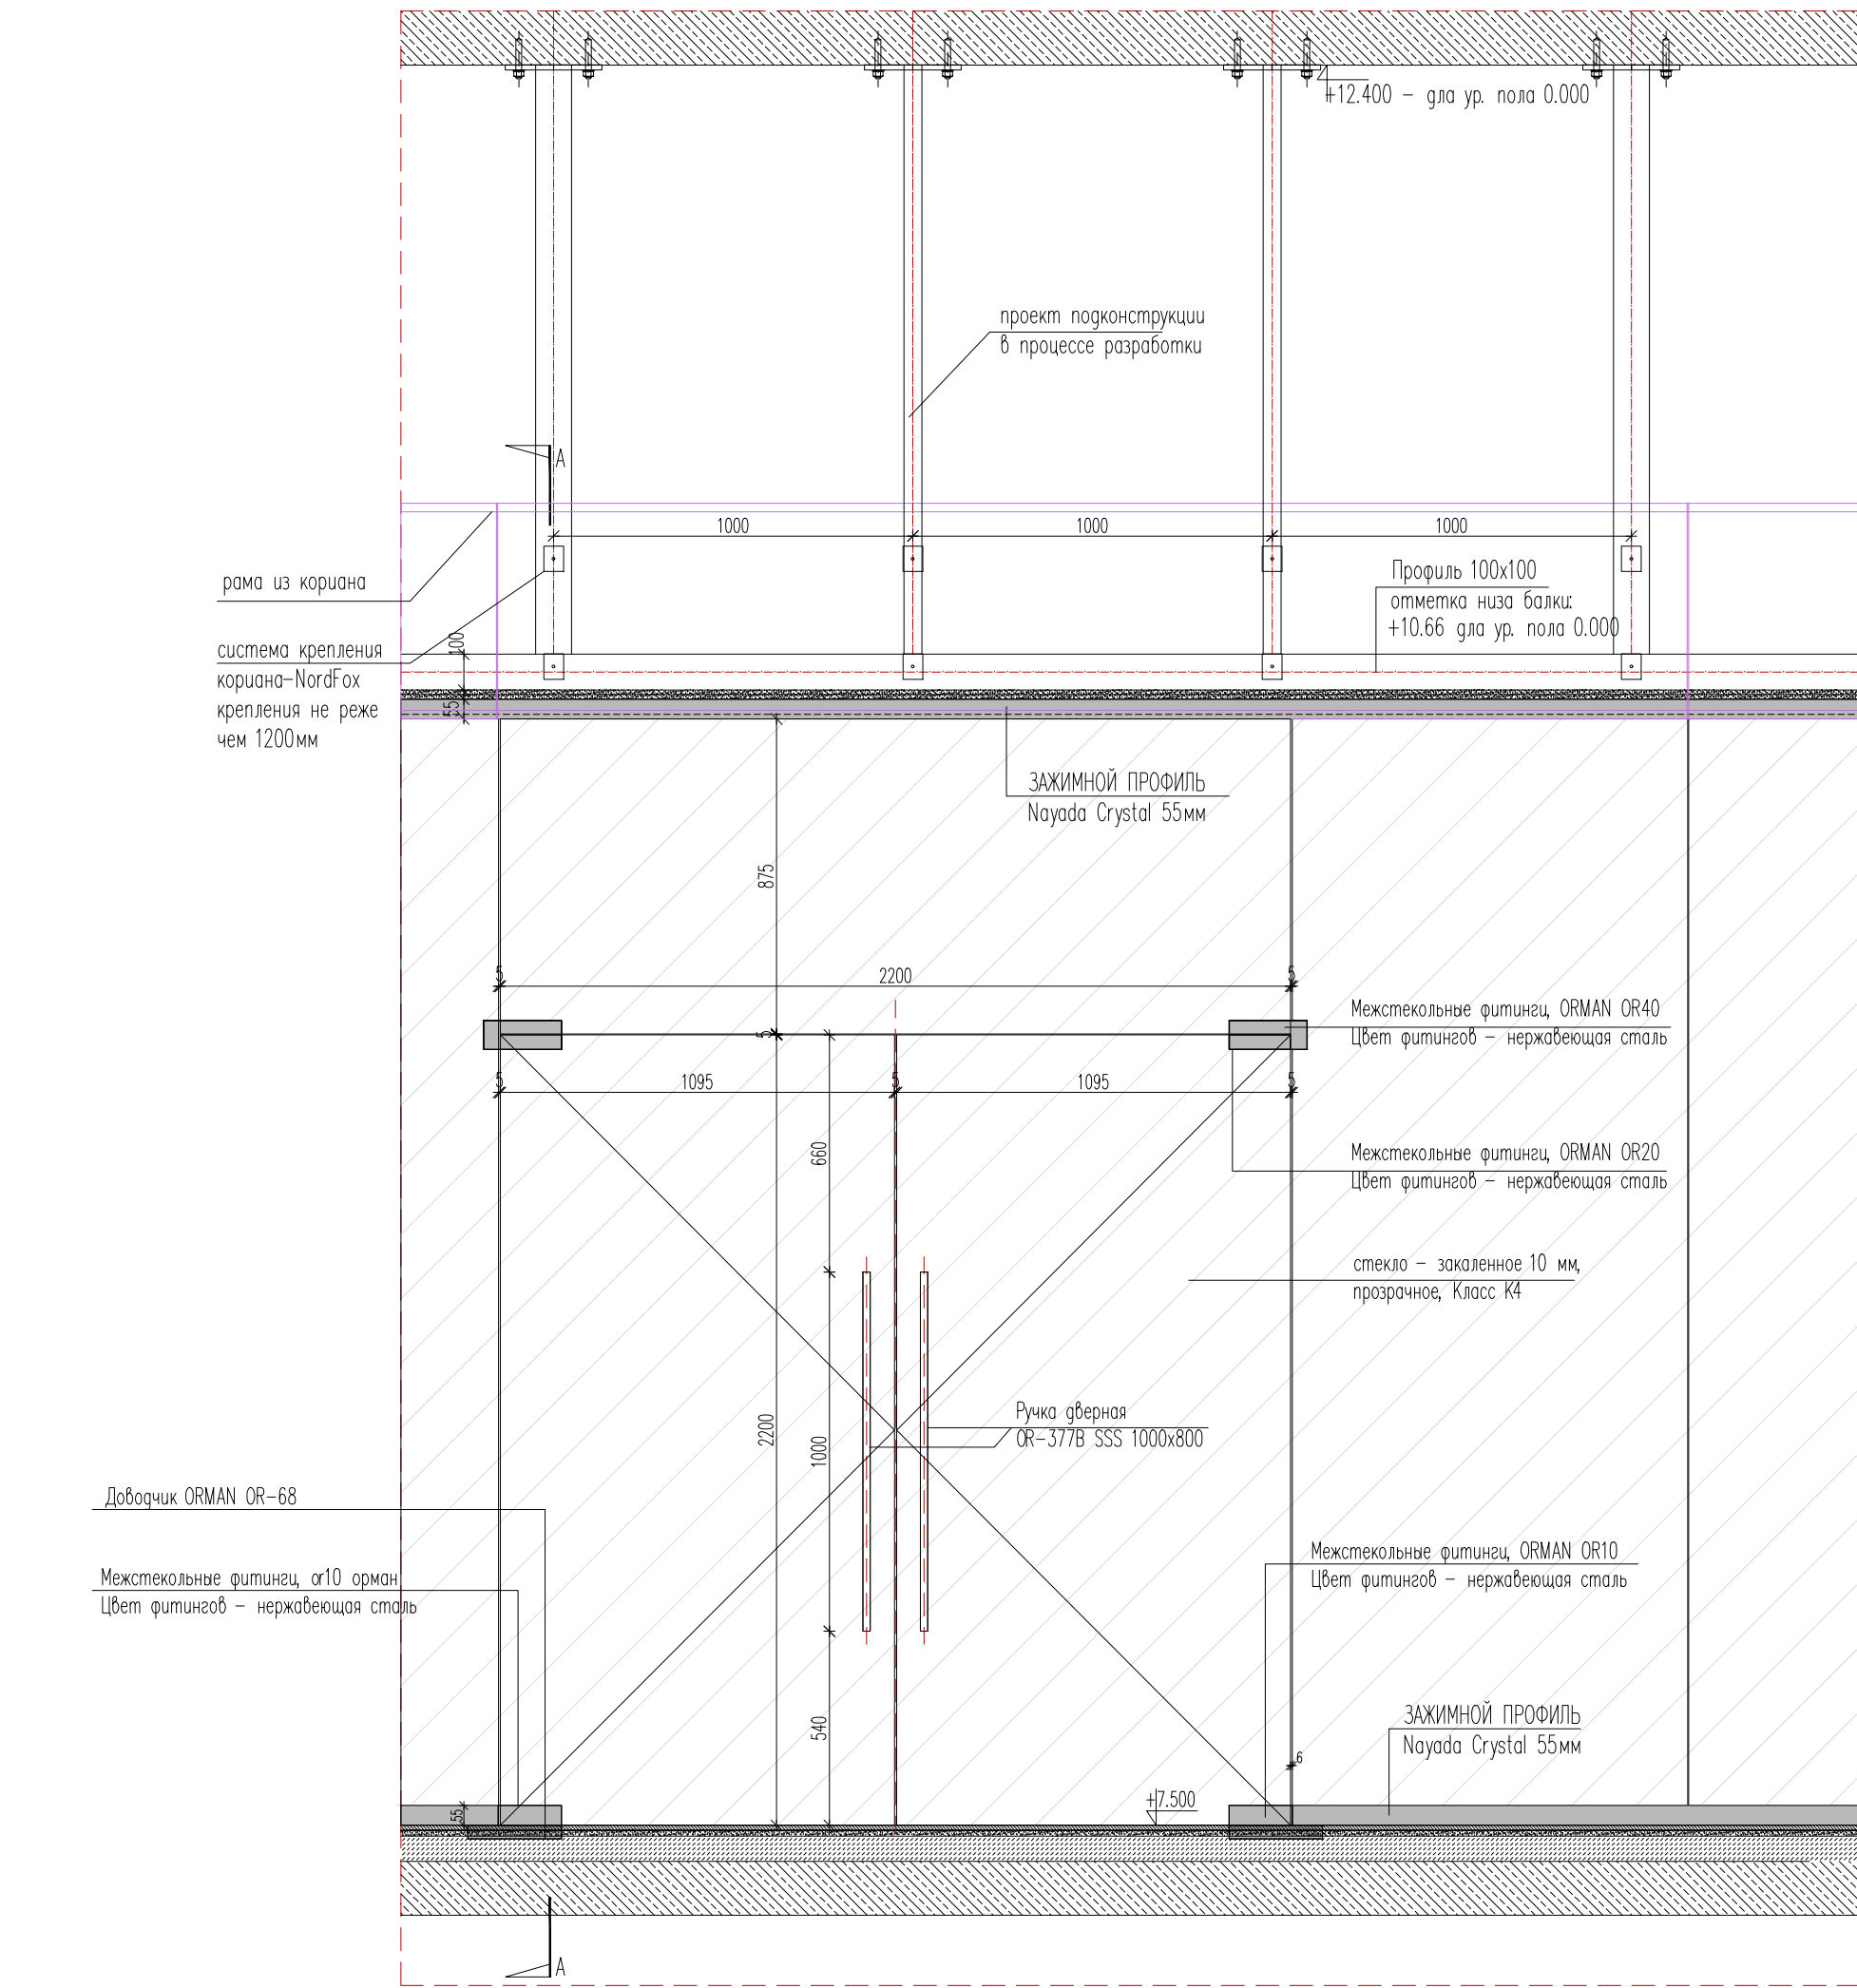 +12.400 – для ур. пола 0.000
проект подконструкции
в процессе разработки
А
1000
1000
1000
рама из кориана
Профиль 100х100
отметка низа балки:
+10.66 для ур. пола 0.000
100
система крепления
кориана–NordFox
крепления не реже
чем 1200мм
55
ЗАЖИМНОЙ ПРОФИЛЬ
Nayada Crystal 55мм
875
5
2200
5
Межстекольные фитинги, ORMAN OR40
Цвет фитингов – нержавеющая сталь
5
5
1095
5
1095
5
660
Межстекольные фитинги, ORMAN OR20
Цвет фитингов – нержавеющая сталь
стекло – закаленное 10 мм,
прозрачное, Класс К4
Ручка дверная
OR–377B SSS 1000x800
2200
1000
Доводчик ORMAN OR–68
Межстекольные фитинги, ORMAN OR10
Цвет фитингов – нержавеющая сталь
Межстекольные фитинги, or10 орман
Цвет фитингов – нержавеющая сталь
540
ЗАЖИМНОЙ ПРОФИЛЬ
Nayada Crystal 55мм
6
+7.500
55
А